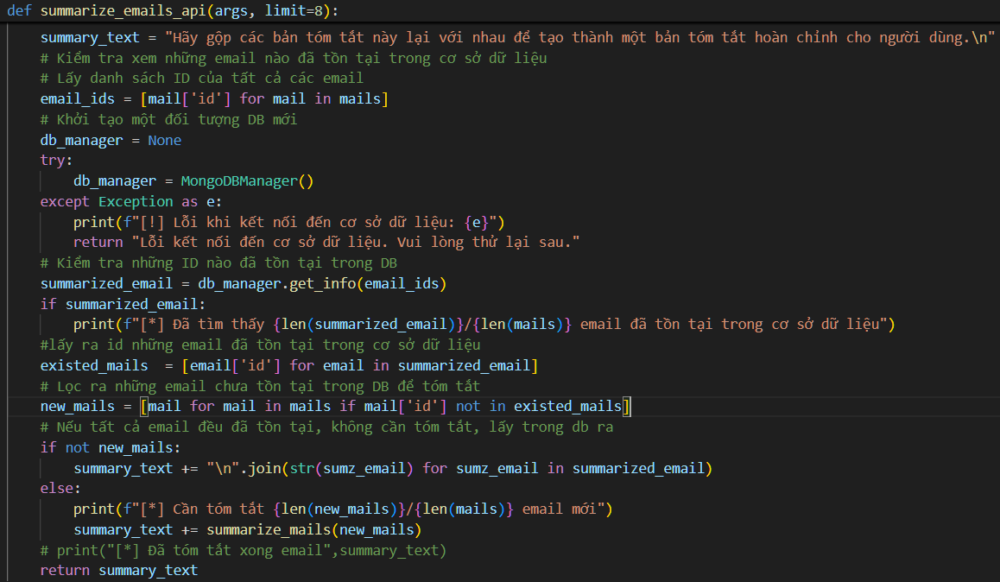 def summarize_emails_api(args, limit=8):
summary_text = "Hãy gộp các bản tóm tắt này lại với nhau để tạo thành một bản tóm tắt hoàn chỉnh cho người dùng.\n"
# Kiểm tra xem những email nào đã tồn tại trong cơ sở dữ liệu
# Lấy danh sách ID của tất cả các email
email_ids = [mail['id'] for mail in mails]
# Khởi tạo một đối tượng DB mới
db_manager = None
try:
db_manager = MongoDBManager()
except Exception as e:
print(f"[!] Lỗi khi kết nối đến cơ sở dữ liệu: {e}")
return "Lỗi kết nối đến cơ sở dữ liệu. Vui lòng thử lại sau."
# Kiểm tra những ID nào đã tồn tại trong DB
summarized_email = db_manager.get_info(email_ids)
if summarized_email:
print(f"[*] Đã tìm thấy {len(summarized_email)}/{len(mails)} email đã tồn tại trong cơ sở dữ liệu")
#lấy ra id những email đã tồn tại trong cơ sở dữ liệu
existed_mails  = [email['id'] for email in summarized_email]
# Lọc ra những email chưa tồn tại trong DB để tóm tắt
new_mails = [mail for mail in mails if mail['id'] not in existed_mails]
# Nếu tất cả email đều đã tồn tại, không cần tóm tắt, lấy trong db ra
if not new_mails:
summary_text += "\n".join(str(sumz_email) for sumz_email in summarized_email)
else:
print(f"[*] Cần tóm tắt {len(new_mails)}/{len(mails)} email mới")
summary_text += summarize_mails(new_mails)
# print("[*] Đã tóm tắt xong email",summary_text)
return summary_text